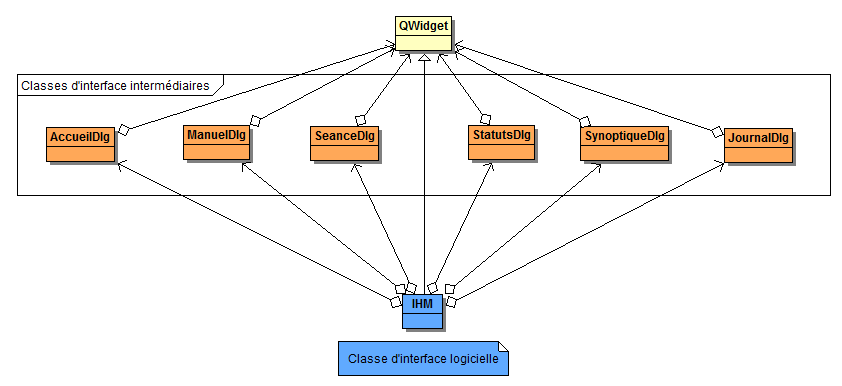 QWidget
Classes d'interface intermédiaires
AccueilDlg
ManuelDlg
SeanceDlg
StatutsDlg
SynoptiqueDlg
JournalDlg
IHM
Classe d'interface logicielle